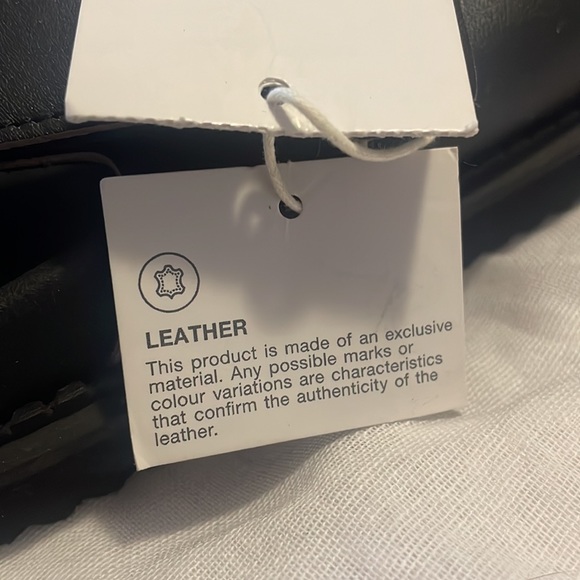 LEATHER
This product is made of an exclusive
material. Any possible marks or
colour variations are characteristics
that confirm the authenticity of the
leather.